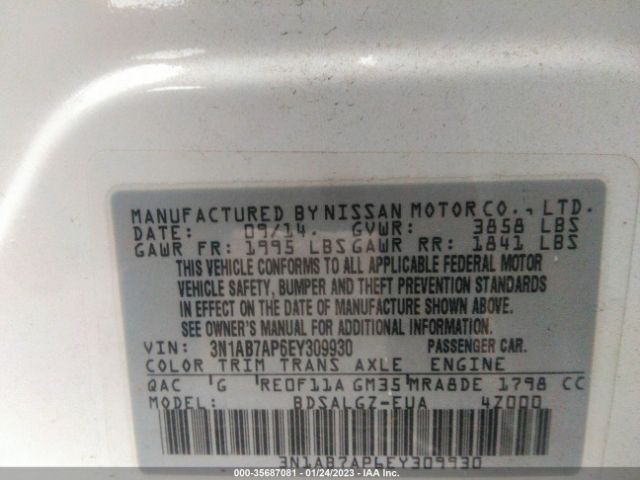 MANUFACTURED BY NISSAN MOTOR CO., LTD.
DATE: 09/14. GVWR: 3858 LBS
GAWR FR: 1995 LBS GAWR RR: 1841 LBS
THIS VEHICLE CONFORMS TO ALL APPLICABLE FEDERAL MOTOR
VEHICLE SAFETY, BUMPER AND THEFT PREVENTION STANDARDS
IN EFFECT ON THE DATE OF MANUFACTURE SHOWN ABOVE.
SEE OWNER'S MANUAL FOR ADDITIONAL INFORMATION.
VIN: 3N1AB7AP6EY309930 PASSENGER CAR.
COLOR TRIM TRANS AXLE ENGINE
QAC G RE0F11A GM35 MRA8DE 1798 CC
MODEL: BDSALGZ-EUA 4Z000
3N1AB7AP6EY309930
000-35687081 - 01/24/2023 - IAA Inc.